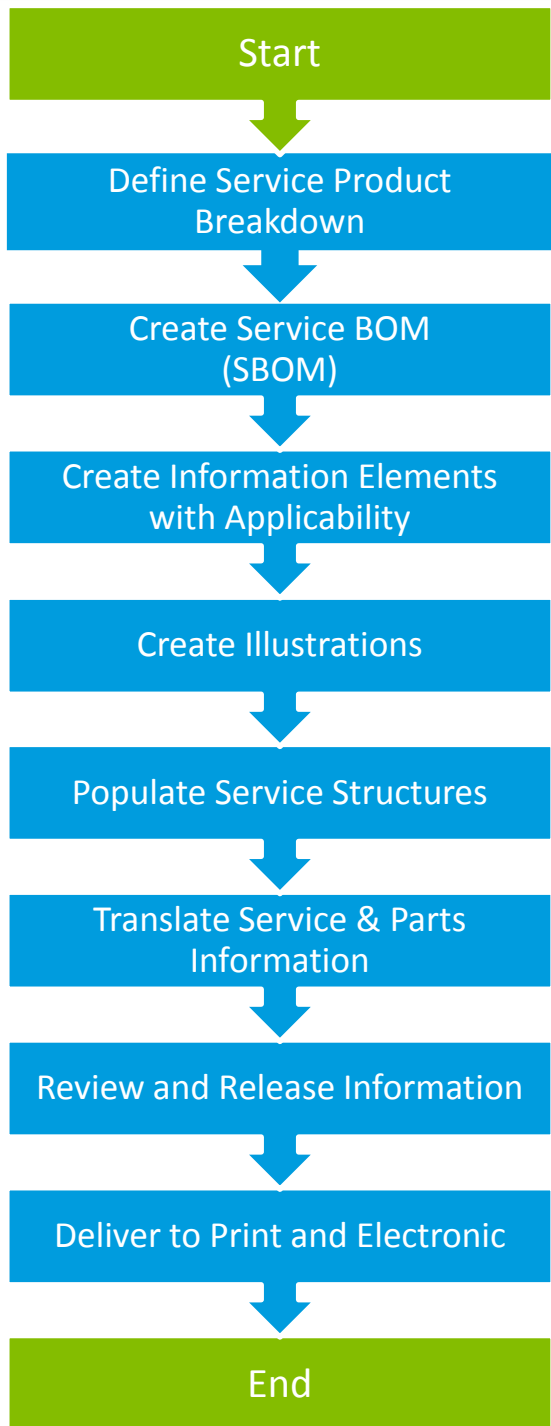 Start
Define Service Product
Breakdown
Create Service BOM
(SBOM)
Create Information Elements
with Applicability
Create Illustrations
Populate Service Structures
Translate Service & Parts
Information
Review and Release Information
Deliver to Print and Electronic
End